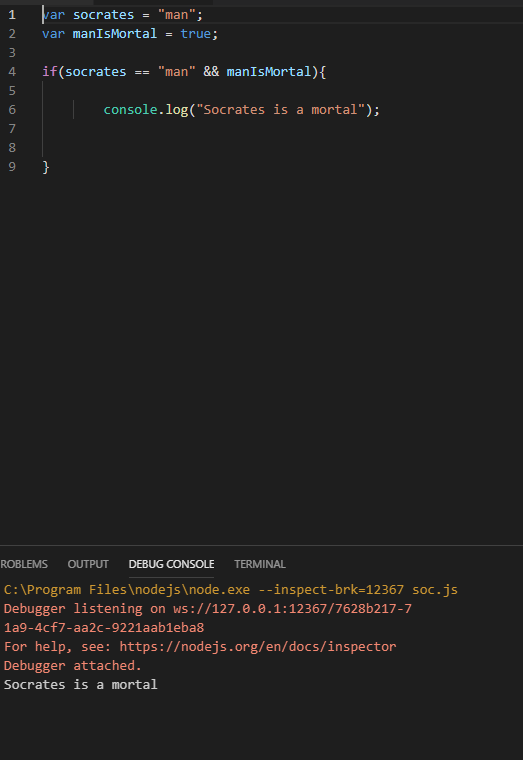 1 var socrates = "man";
2 var manIsMortal = true;
3
4 if(socrates == "man" && manIsMortal){
5
6 console.log("Socrates is a mortal");
7
8
9 }
ROBLEMS OUTPUT DEBUG CONSOLE TERMINAL
C:\Program Files\nodejs\node.exe --inspect-brk=12367 soc.js
Debugger listening on ws://127.0.0.1:12367/7628b217-7
1a9-4cf7-aa2c-9221aab1eba8
For help, see: https://nodejs.org/en/docs/inspector
Debugger attached.
Socrates is a mortal